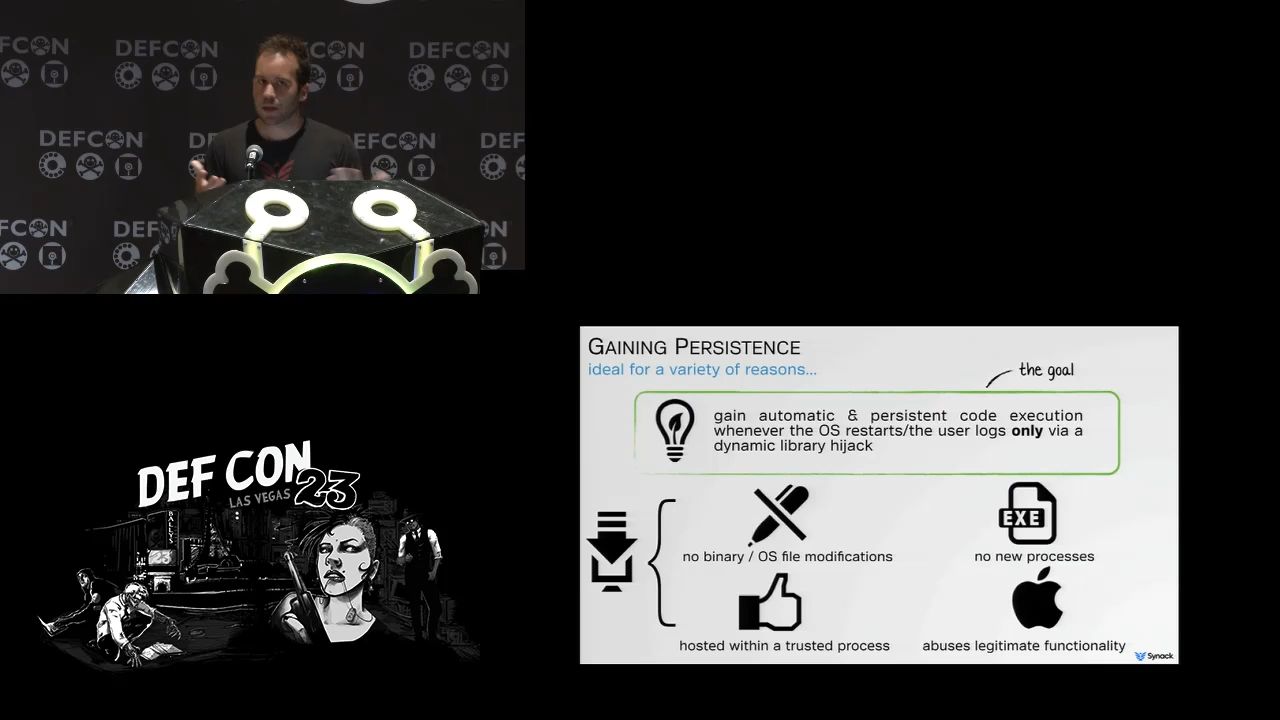 DEFCON
DEFCON
DEFCON
DEFCON
DEFCON
DEFCON
DEFCON
GAINING PERSISTENCE
ideal for a variety of reasons...
the goal
gain automatic & persistent code execution
whenever the OS restarts/the user logs only via a
dynamic library hijack
EXE
no binary / OS file modifications
no new processes
hosted within a trusted process
abuses legitimate functionality
Synack
DEF CON
LAS VEGAS 23
BALLYS